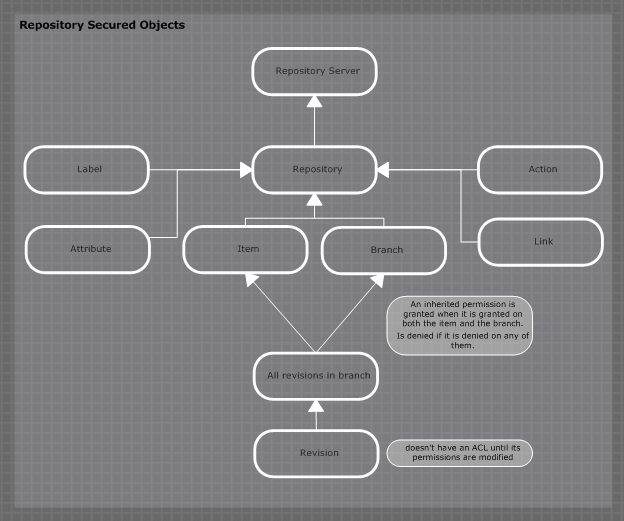 Repository Secured Objects
Repository Server
Label
Repository
Action
Attribute
Item
Branch
Link
An inherited permission is
granted when it is granted on
both the item and the branch.
Is denied if it is denied on any of
them.
All revisions in branch
Revision
doesn't have an ACL until its
permissions are modified